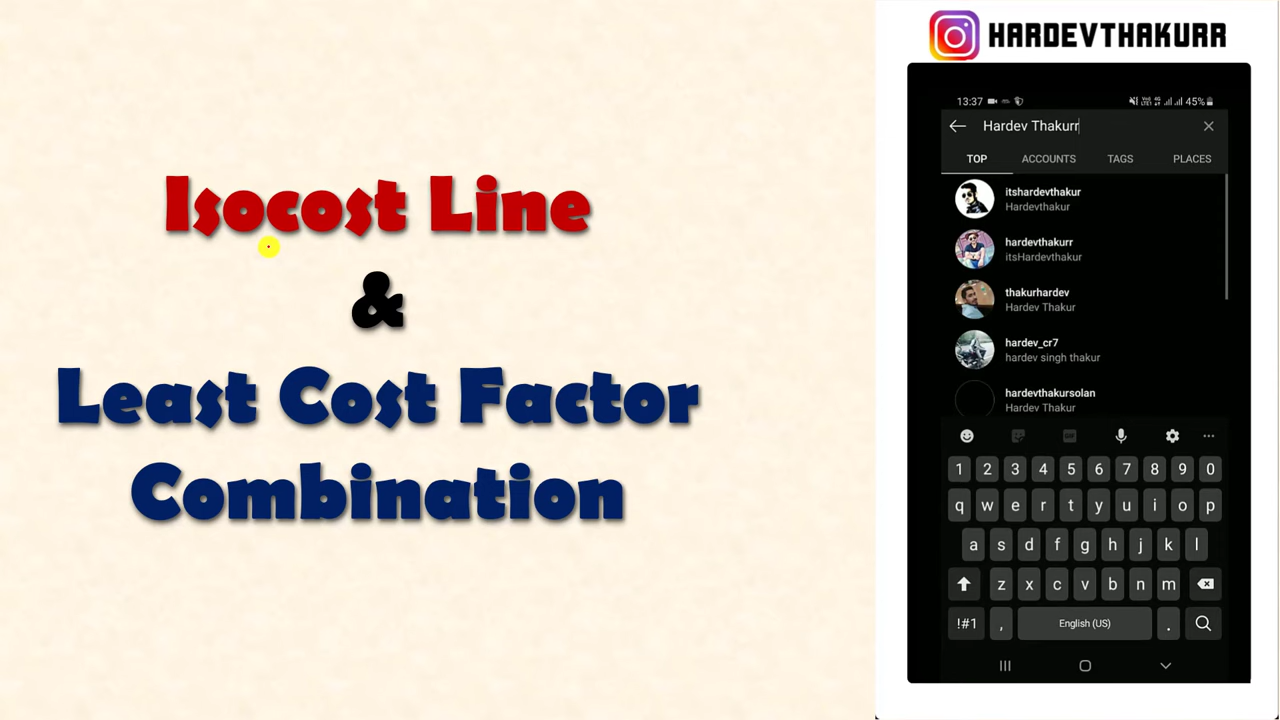 Isocost Line
&
Least Cost Factor
Combination
HARDEVTHAKURR
13:37
45%
Hardev Thakurr
TOP ACCOUNTS TAGS PLACES
itshardevthakur
Hardevthakur
hardevthakurr
itsHardevthakur
thakurhardev
Hardev Thakur
hardev_cr7
hardev singh thakur
hardevthakursolan
Hardev Thakur
GIF
1 2 3 4 5 6 7 8 9 0
q w e r t y u i o p
a s d f g h j k l
z x c v b n m
!#1 , English (US) .